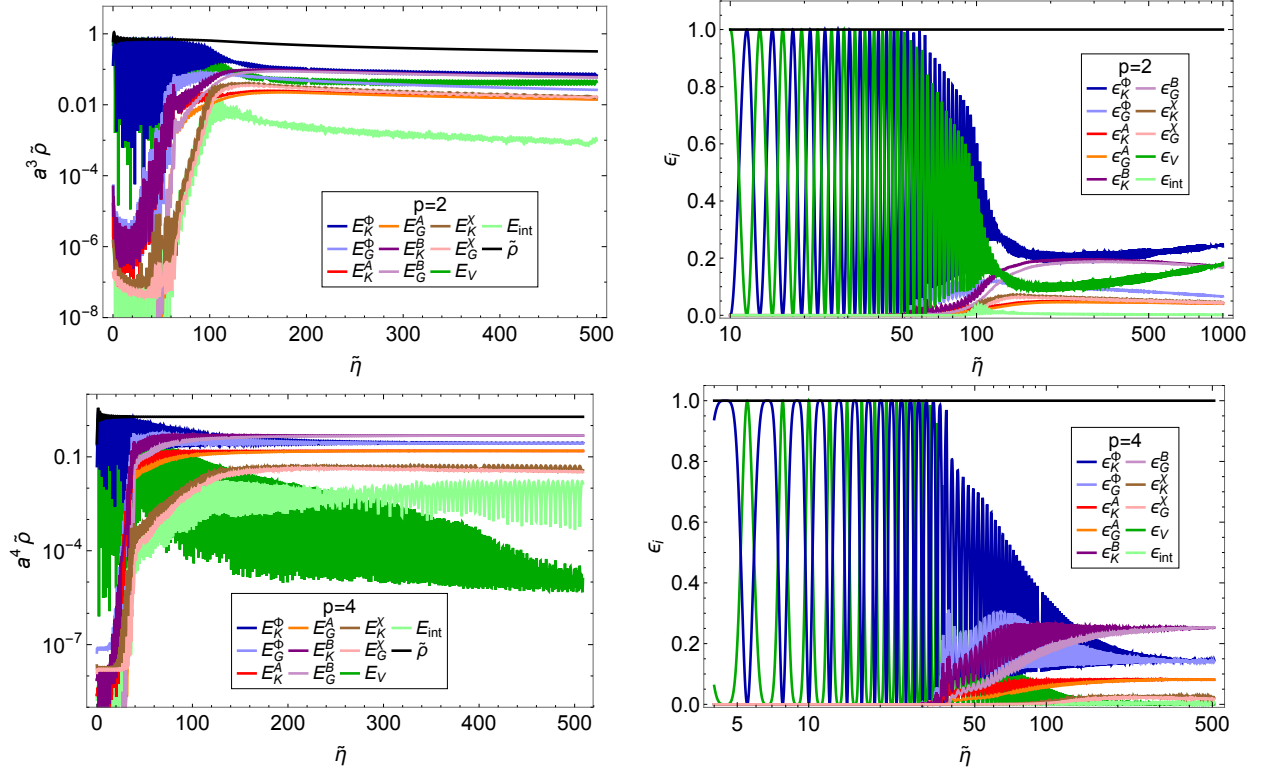 1
0.01
10⁻⁴
10⁻⁶
10⁻⁸
a³ ρ̃
p=2
E_K^Φ E_G^A E_K^χ E_int
E_G^Φ E_K^B E_G^χ ρ̃
E_K^A E_G^B E_V
0 100 200 300 400 500
η̃
1.0
0.8
0.6
0.4
0.2
0.0
ϵ_i
p=2
ϵ_K^Φ ϵ_G^B
ϵ_G^Φ ϵ_K^χ
ϵ_K^A ϵ_G^χ
ϵ_G^A ϵ_V
ϵ_K^B ϵ_int
10 50 100 500 1000
η̃
0.1
10⁻⁴
10⁻⁷
a⁴ ρ̃
p=4
E_K^Φ E_G^A E_K^χ E_int
E_G^Φ E_K^B E_G^χ ρ̃
E_K^A E_G^B E_V
0 100 200 300 400 500
η̃
1.0
0.8
0.6
0.4
0.2
0.0
ϵ_i
p=4
ϵ_K^Φ ϵ_G^B
ϵ_G^Φ ϵ_K^χ
ϵ_K^A ϵ_G^χ
ϵ_G^A ϵ_V
ϵ_K^B ϵ_int
5 10 50 100 500
η̃